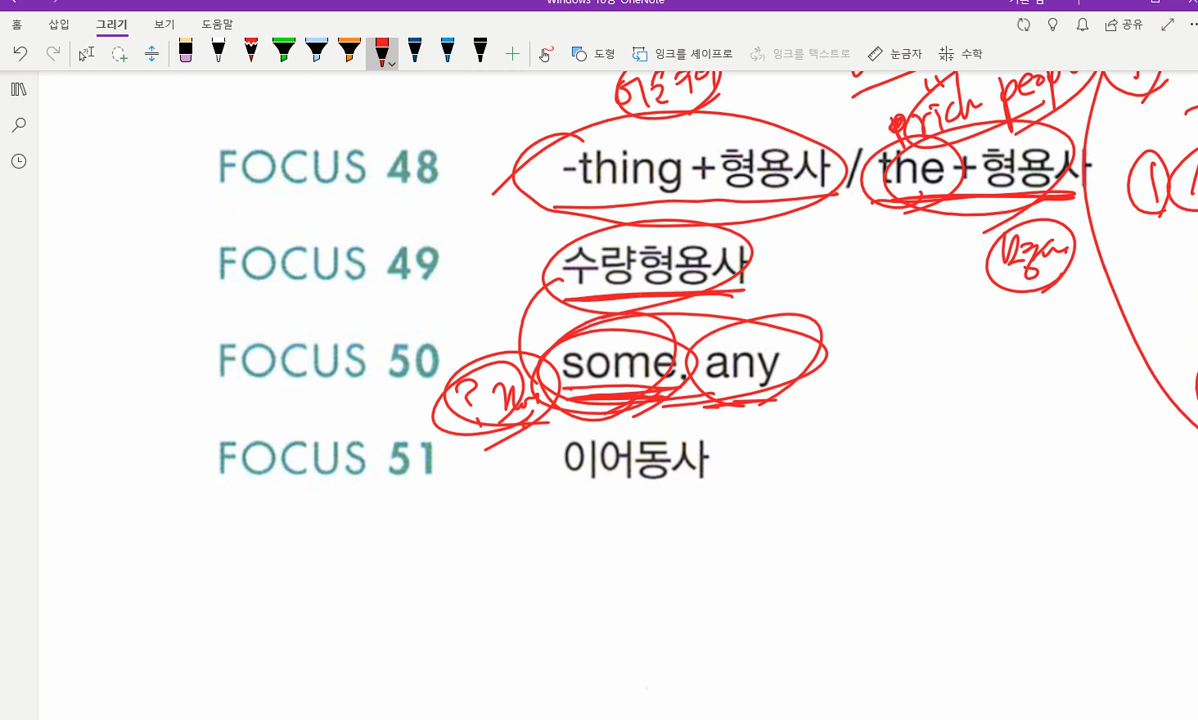 Windows 10용 OneNote
홈 삽입 그리기 보기 도움말
공유
도형 잉크를 셰이프로 잉크를 텍스트로 눈금자 수학
rich peop
FOCUS 48 -thing + 형용사 / the + 형용사
FOCUS 49 수량형용사
FOCUS 50 some, any
?
FOCUS 51 이어동사